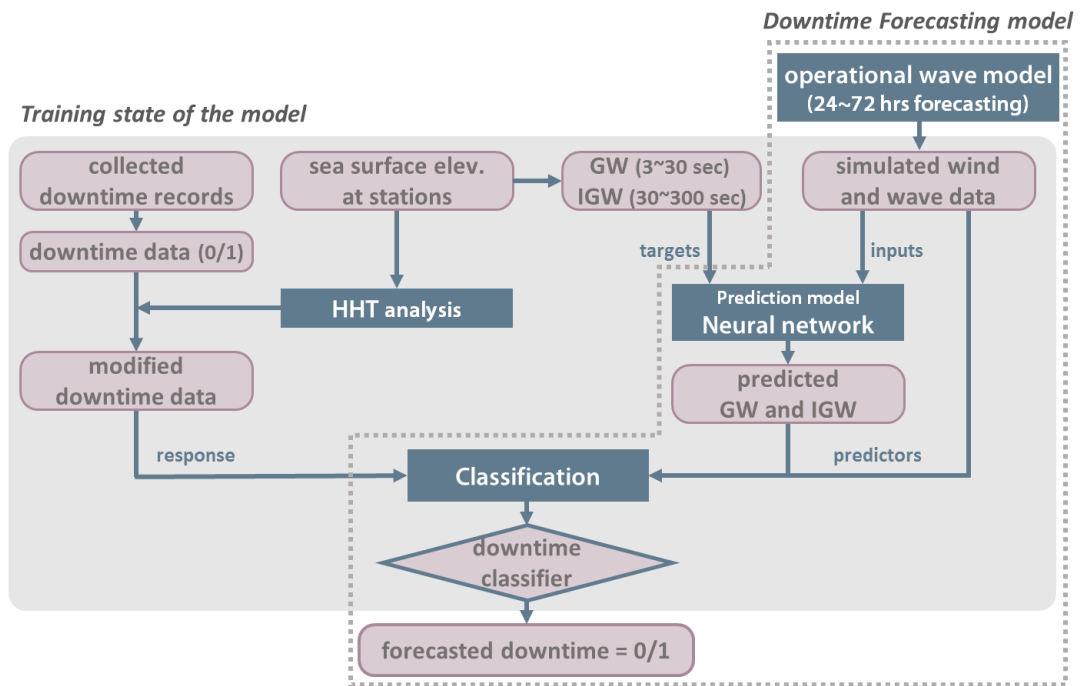 Downtime Forecasting model
operational wave model
(24~72 hrs forecasting)
Training state of the model
collected
downtime records
sea surface elev.
at stations
GW (3~30 sec)
IGW (30~300 sec)
simulated wind
and wave data
downtime data (0/1)
targets
inputs
HHT analysis
Prediction model
Neural network
modified
downtime data
predicted
GW and IGW
response
predictors
Classification
downtime
classifier
forecasted downtime = 0/1